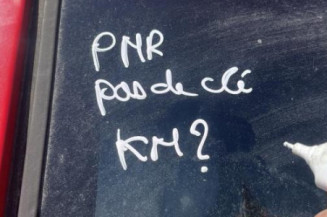 PNR
pas de clé
KM?